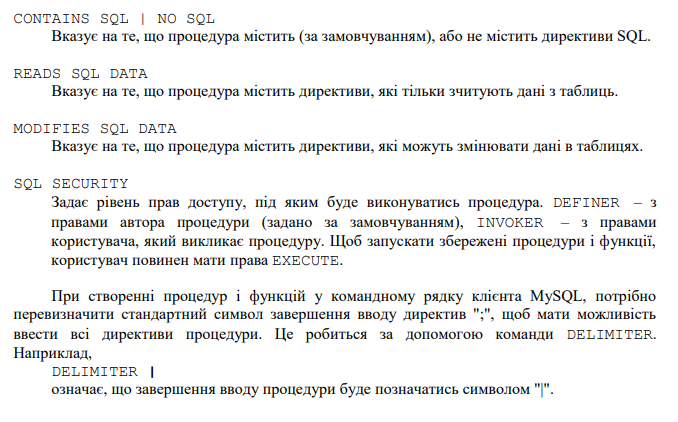 CONTAINS SQL | NO SQL
Вказує на те, що процедура містить (за замовчуванням), або не містить директиви SQL.
READS SQL DATA
Вказує на те, що процедура містить директиви, які тільки зчитують дані з таблиць.
MODIFIES SQL DATA
Вказує на те, що процедура містить директиви, які можуть змінювати дані в таблицях.
SQL SECURITY
Задає рівень прав доступу, під яким буде виконуватись процедура. DEFINER – з
правами автора процедури (задано за замовчуванням), INVOKER – з правами
користувача, який викликає процедуру. Щоб запускати збережені процедури і функції,
користувач повинен мати права EXECUTE.
При створенні процедур і функцій у командному рядку клієнта MySQL, потрібно
перевизначити стандартний символ завершення вводу директив ";", щоб мати можливість
ввести всі директиви процедури. Це робиться за допомогою команди DELIMITER.
Наприклад,
DELIMITER |
означає, що завершення вводу процедури буде позначатись символом "|".